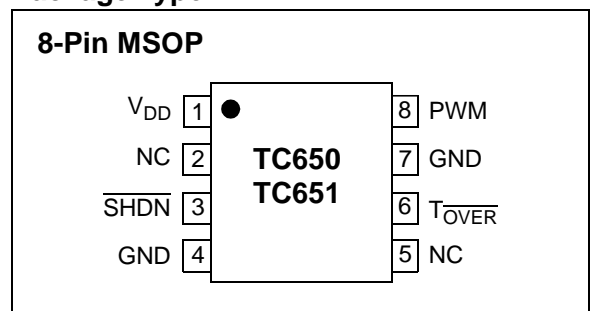 8-Pin MSOP
VDD 1
NC 2
SHDN 3
GND 4
TC650
TC651
8 PWM
7 GND
6 TOVER
5 NC